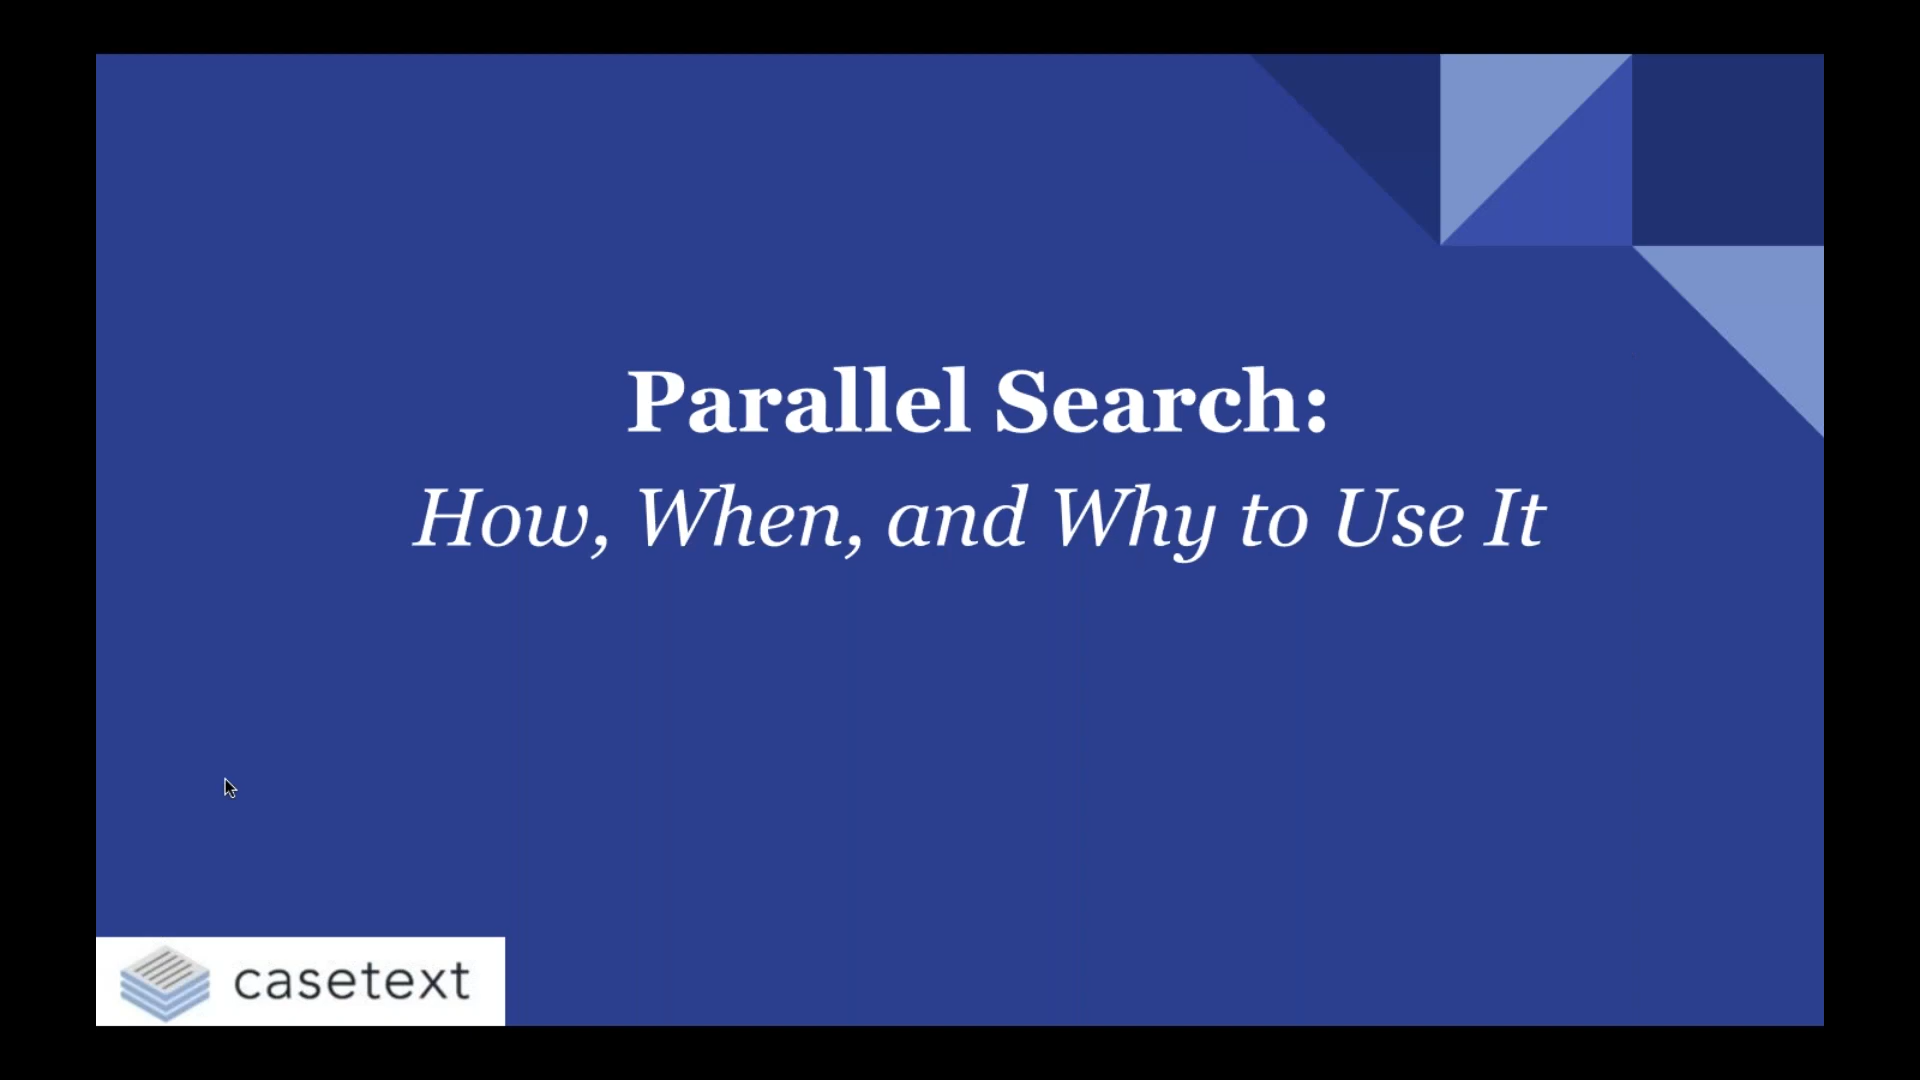 Parallel Search:
How, When, and Why to Use It
casetext